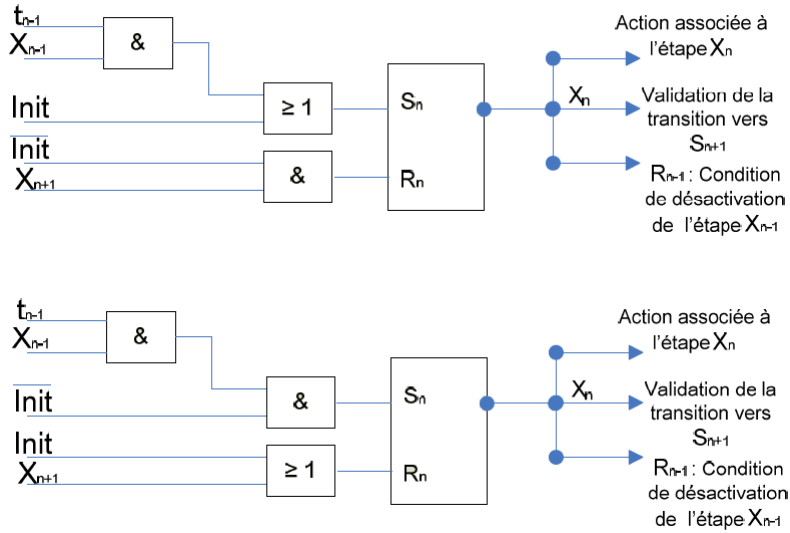 tn-1
Xn-1
&
Init
Init
Xn+1
≥ 1
&
Sn
Rn
Xn
Action associée à
l'étape Xn
Validation de la
transition vers
Sn+1
Rn-1 : Condition
de désactivation
de l'étape Xn-1
tn-1
Xn-1
&
Init
Init
Xn+1
&
≥ 1
Sn
Rn
Xn
Action associée à
l'étape Xn
Validation de la
transition vers
Sn+1
Rn-1 : Condition
de désactivation
de l'étape Xn-1